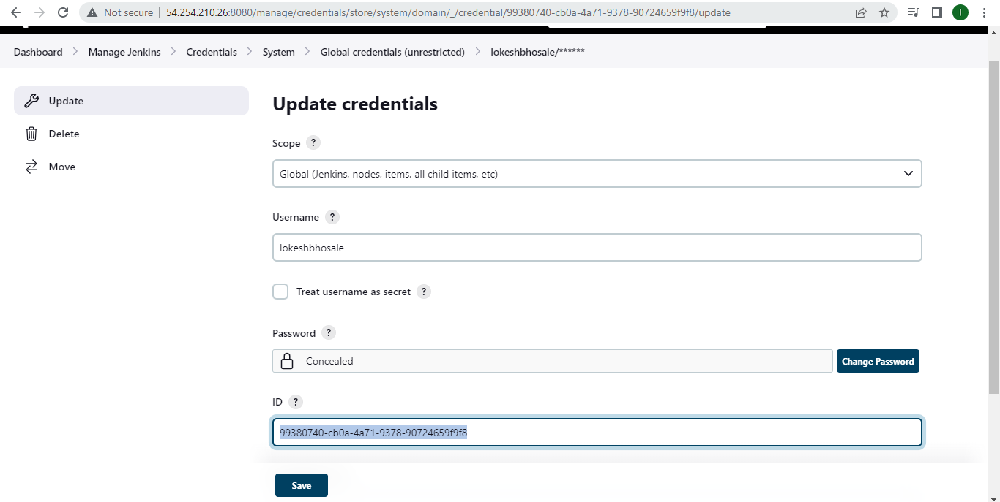 Not secure 54.254.210.26:8080/manage/credentials/store/system/domain/_/credential/99380740-cb0a-4a71-9378-90724659f9f8/update
I
Dashboard > Manage Jenkins > Credentials > System > Global credentials (unrestricted) > lokeshbhosale/******
Update
Delete
Move
Update credentials
Scope ?
Global (Jenkins, nodes, items, all child items, etc)
Username ?
lokeshbhosale
Treat username as secret ?
Password ?
Concealed
Change Password
ID ?
99380740-cb0a-4a71-9378-90724659f9f8
Save